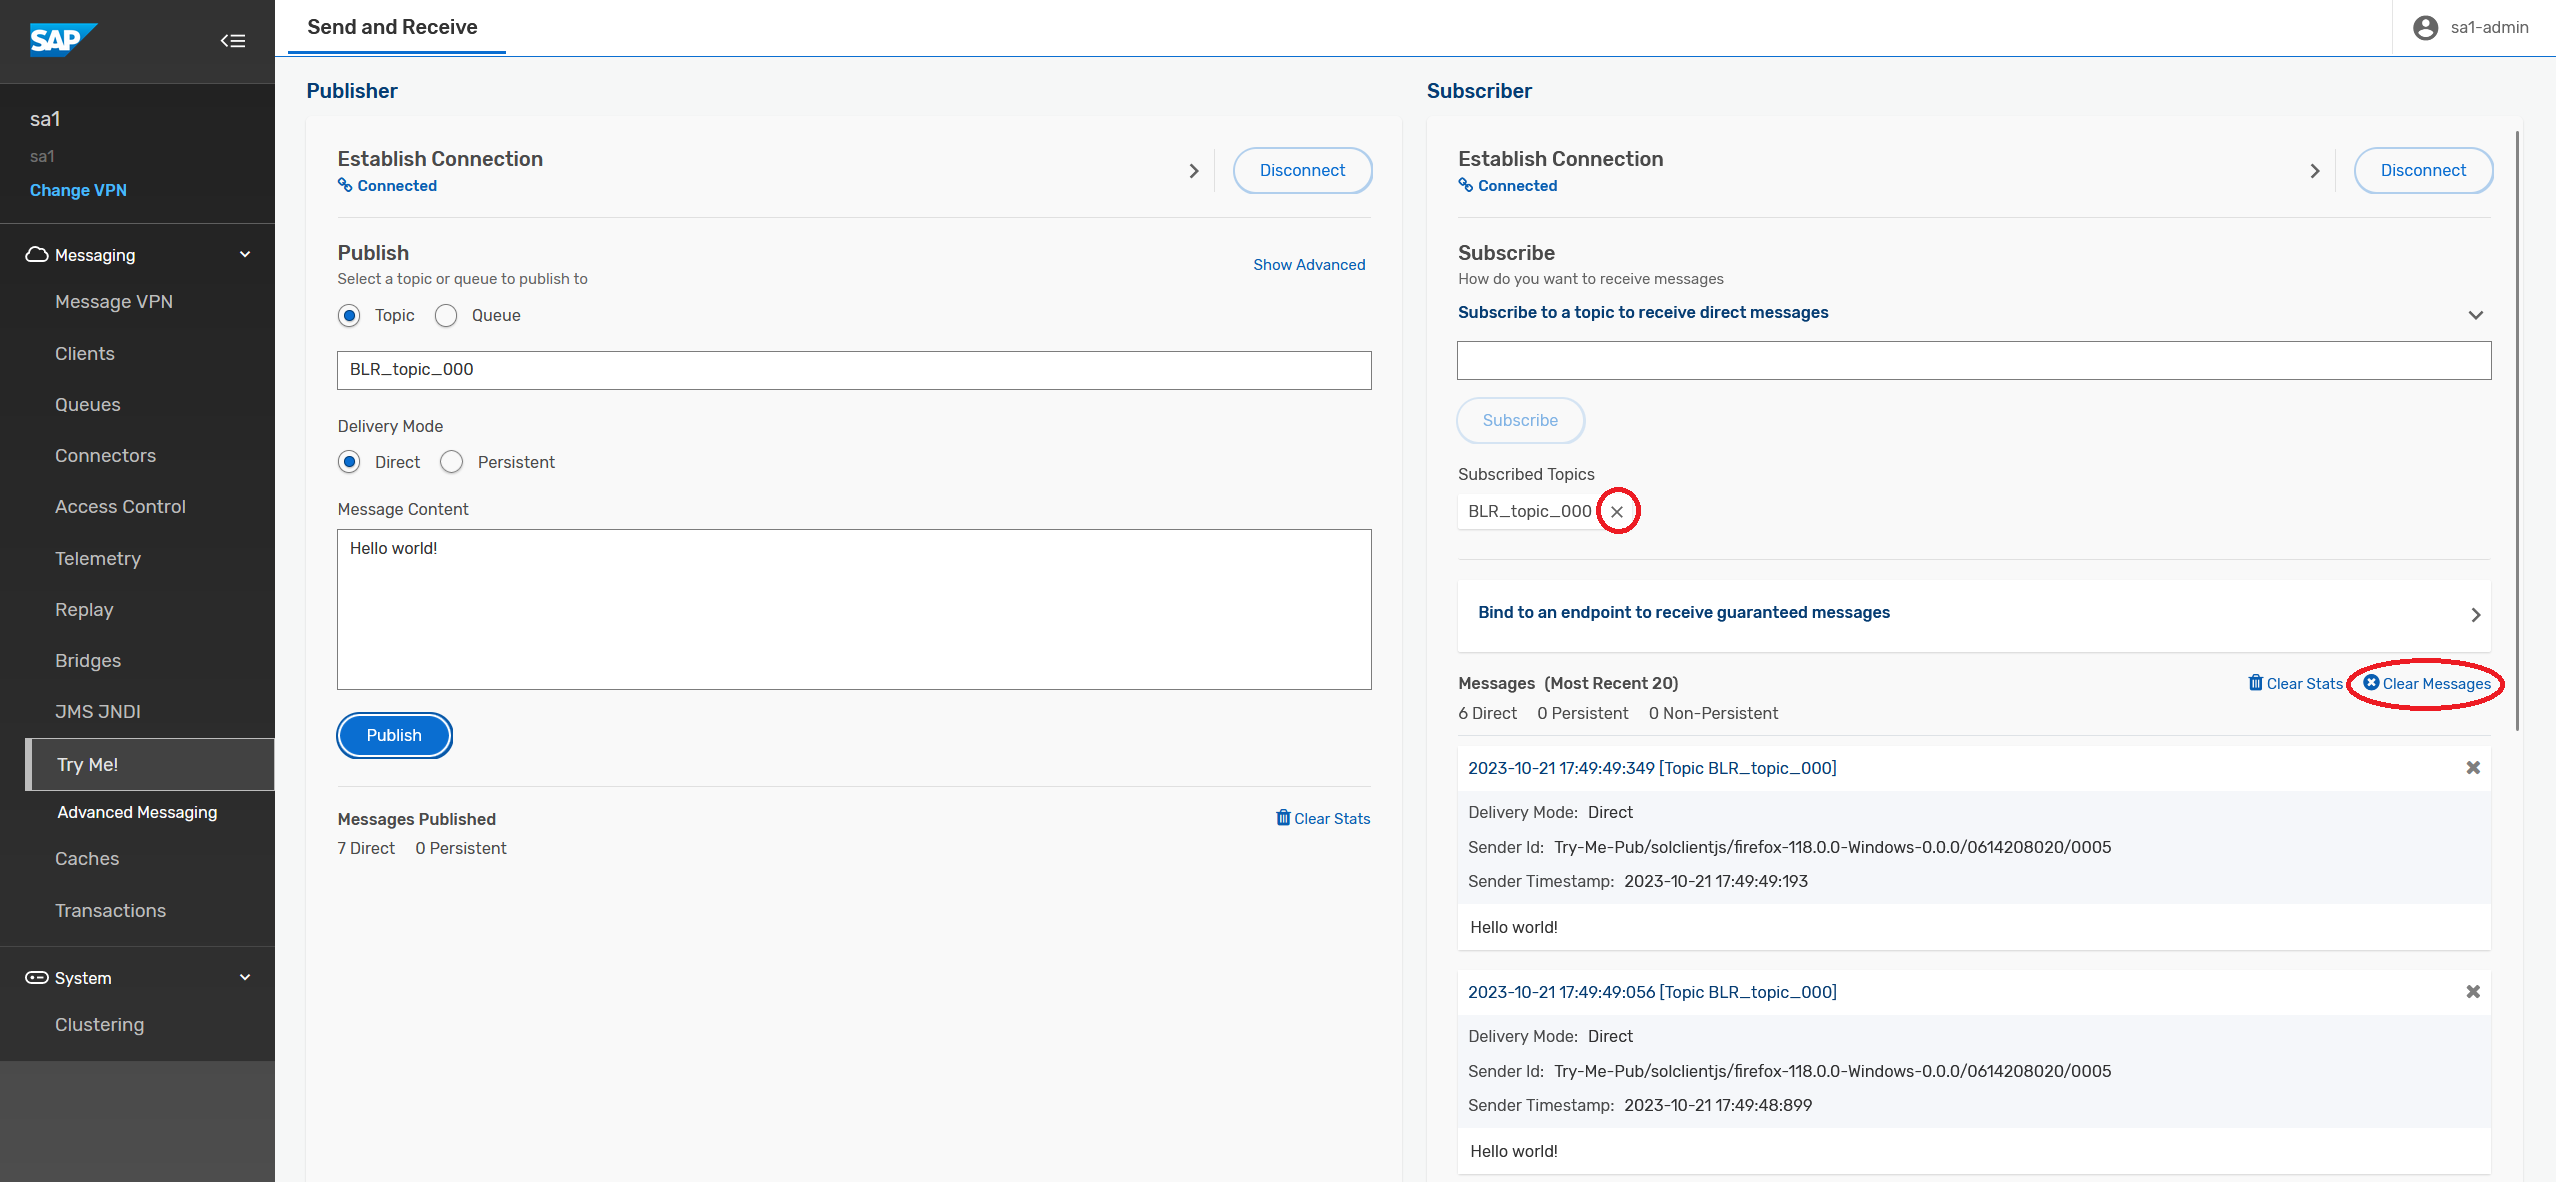 SAP
Send and Receive
sa1-admin
sa1
sa1
Change VPN
Messaging
Message VPN
Clients
Queues
Connectors
Access Control
Telemetry
Replay
Bridges
JMS JNDI
Try Me!
Advanced Messaging
Caches
Transactions
System
Clustering
Publisher
Establish Connection
Connected
Disconnect
Publish
Select a topic or queue to publish to
Show Advanced
Topic Queue
BLR_topic_000
Delivery Mode
Direct Persistent
Message Content
Hello world!
Publish
Messages Published
Clear Stats
7 Direct 0 Persistent
Subscriber
Establish Connection
Connected
Disconnect
Subscribe
How do you want to receive messages
Subscribe to a topic to receive direct messages
Subscribe
Subscribed Topics
BLR_topic_000
Bind to an endpoint to receive guaranteed messages
Messages (Most Recent 20)
Clear Stats Clear Messages
6 Direct 0 Persistent 0 Non-Persistent
2023-10-21 17:49:49:349 [Topic BLR_topic_000]
Delivery Mode: Direct
Sender Id: Try-Me-Pub/solclientjs/firefox-118.0.0-Windows-0.0.0/0614208020/0005
Sender Timestamp: 2023-10-21 17:49:49:193
Hello world!
2023-10-21 17:49:49:056 [Topic BLR_topic_000]
Delivery Mode: Direct
Sender Id: Try-Me-Pub/solclientjs/firefox-118.0.0-Windows-0.0.0/0614208020/0005
Sender Timestamp: 2023-10-21 17:49:48:899
Hello world!